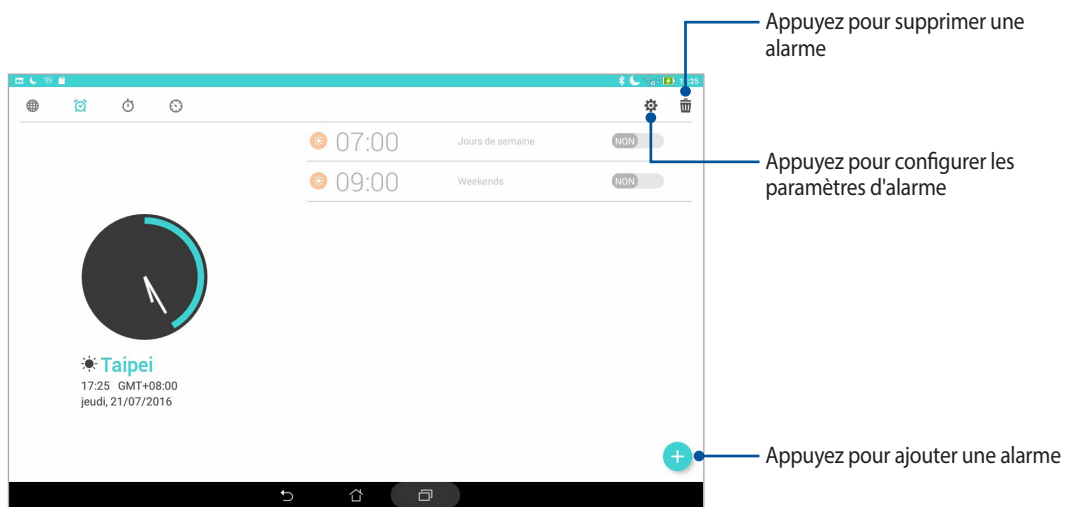 Appuyez pour supprimer une
alarme
07:00 Jours de semaine NON
Appuyez pour configurer les
paramètres d'alarme
09:00 Weekends NON
Taipei
17:25 GMT+08:00
jeudi, 21/07/2016
Appuyez pour ajouter une alarme